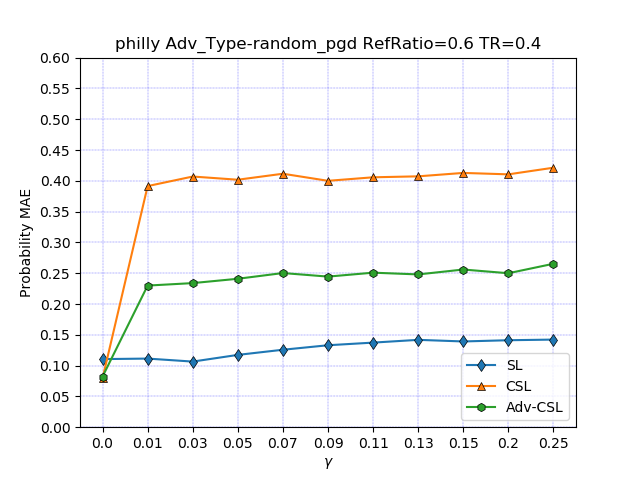 philly Adv_Type-random_pgd RefRatio=0.6 TR=0.4
Probability MAE
0.60
0.55
0.50
0.45
0.40
0.35
0.30
0.25
0.20
0.15
0.10
0.05
0.00
SL
CSL
Adv-CSL
0.0 0.01 0.03 0.05 0.07 0.09 0.11 0.13 0.15 0.2 0.25
γ